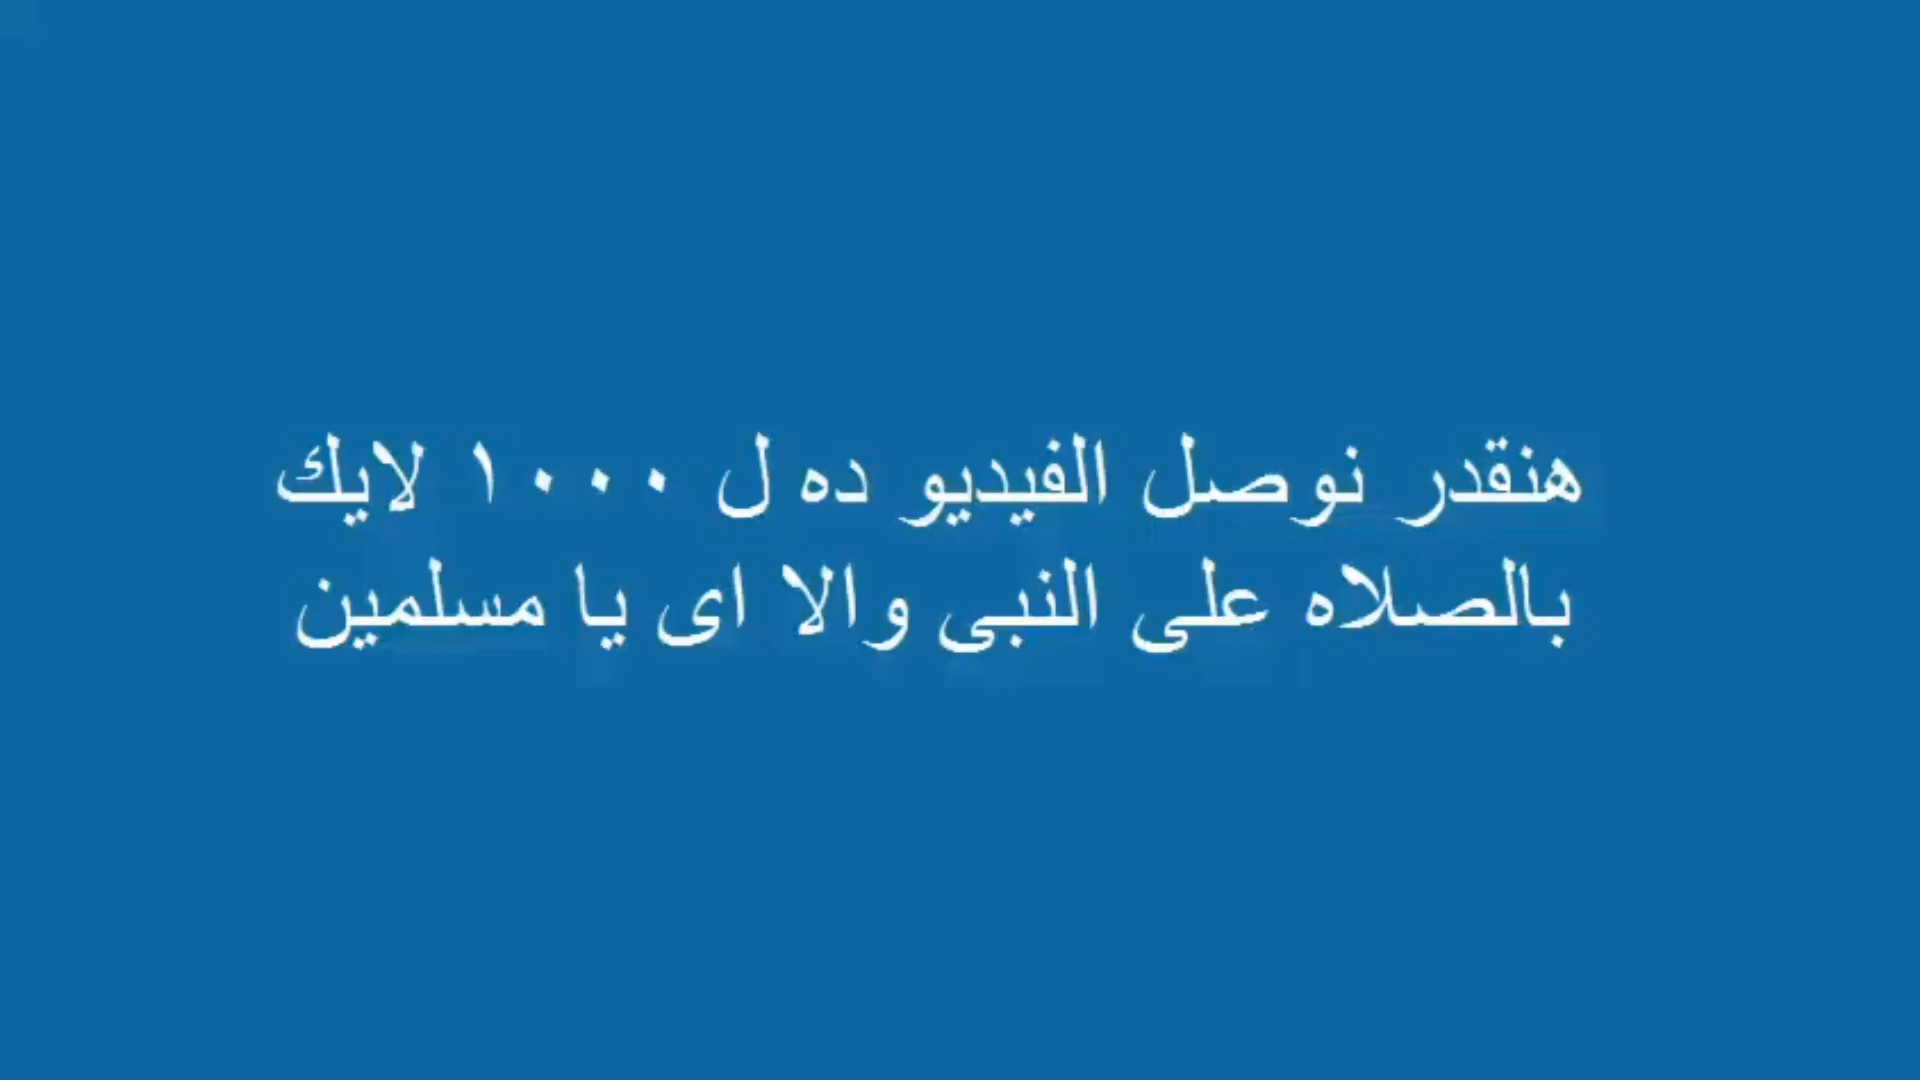 هنقدر نوصل الفيديو ده ل ١٠٠٠ لايك
بالصلاه على النبى والا اى يا مسلمين